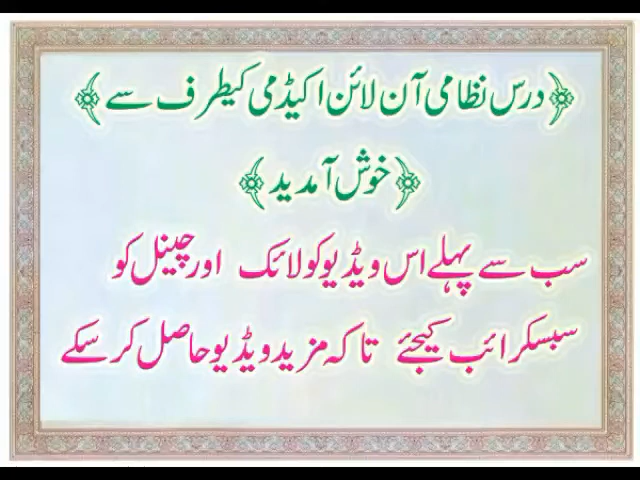 ﴿درس نظامی آن لائن اکیڈمی کیطرف سے﴾
﴿خوش آمدید﴾
سب سے پہلے اس ویڈیو کو لائک اور چینل کو
سبسکرائب کیجئے تاکہ مزید ویڈیو حاصل کر سکے